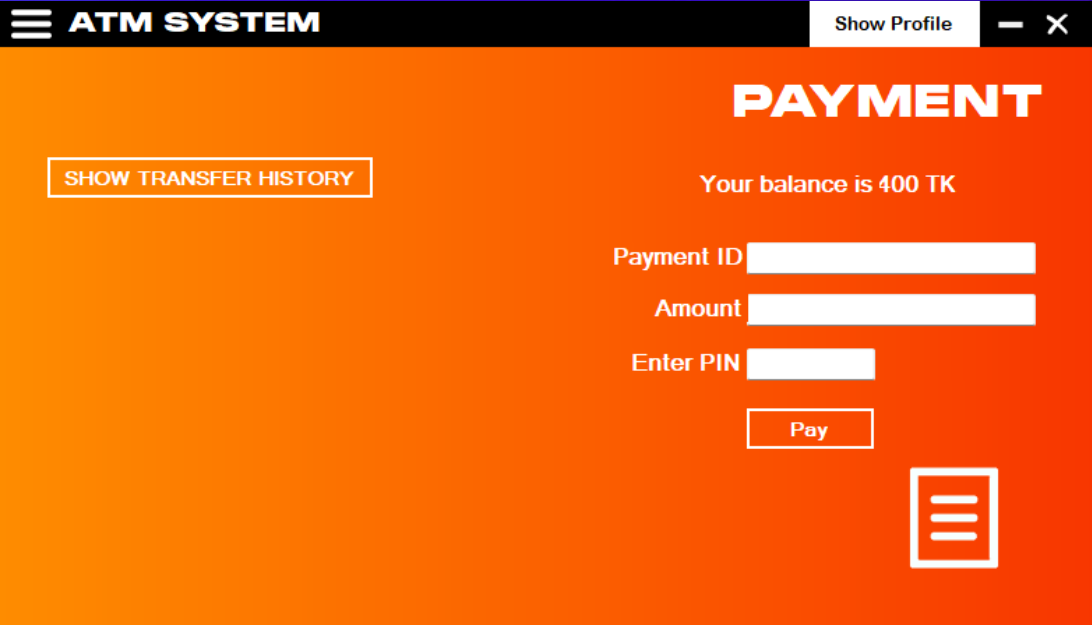 ATM SYSTEM
Show Profile
PAYMENT
SHOW TRANSFER HISTORY
Your balance is 400 TK
Payment ID
Amount
Enter PIN
Pay